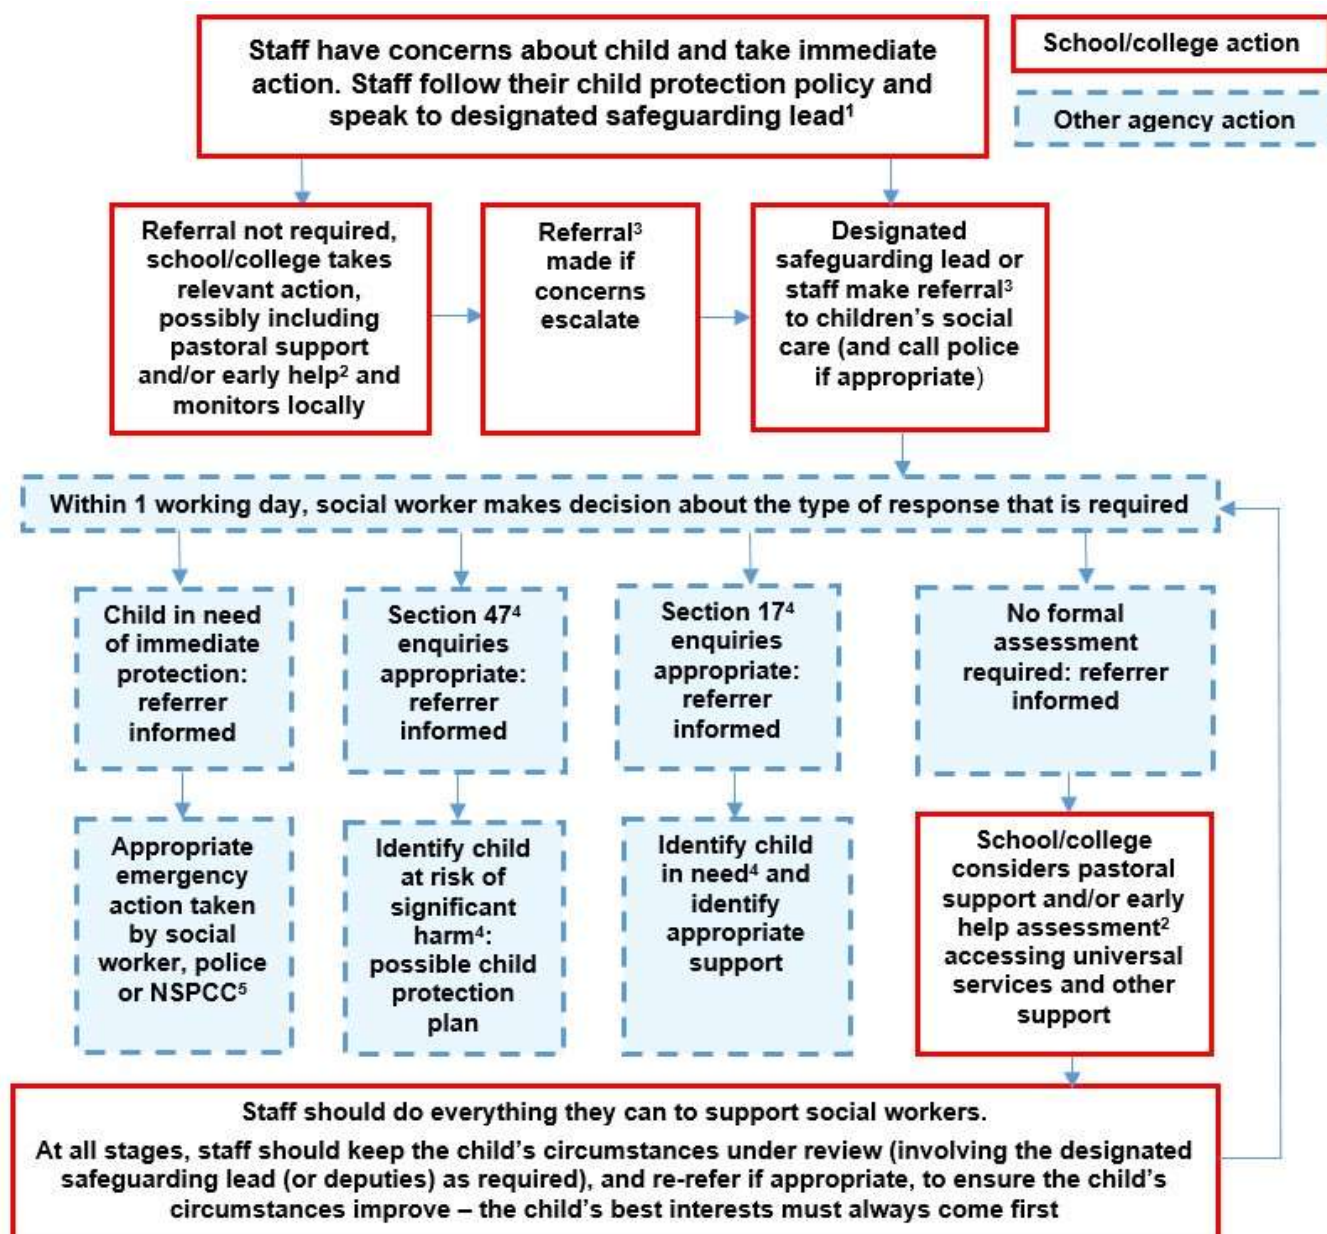 Staff have concerns about child and take immediate
action. Staff follow their child protection policy and
speak to designated safeguarding lead¹
School/college action
Other agency action
Referral not required,
school/college takes
relevant action,
possibly including
pastoral support
and/or early help² and
monitors locally
Referral³
made if
concerns
escalate
Designated
safeguarding lead or
staff make referral³
to children’s social
care (and call police
if appropriate)
Within 1 working day, social worker makes decision about the type of response that is required
Child in need
of immediate
protection:
referrer
informed
Section 47⁴
enquiries
appropriate:
referrer
informed
Section 17⁴
enquiries
appropriate:
referrer
informed
No formal
assessment
required: referrer
informed
Appropriate
emergency
action taken
by social
worker, police
or NSPCC⁵
Identify child
at risk of
significant
harm⁴:
possible child
protection
plan
Identify child
in need⁴ and
identify
appropriate
support
School/college
considers pastoral
support and/or early
help assessment²
accessing universal
services and other
support
Staff should do everything they can to support social workers.
At all stages, staff should keep the child’s circumstances under review (involving the designated
safeguarding lead (or deputies) as required), and re-refer if appropriate, to ensure the child’s
circumstances improve – the child’s best interests must always come first